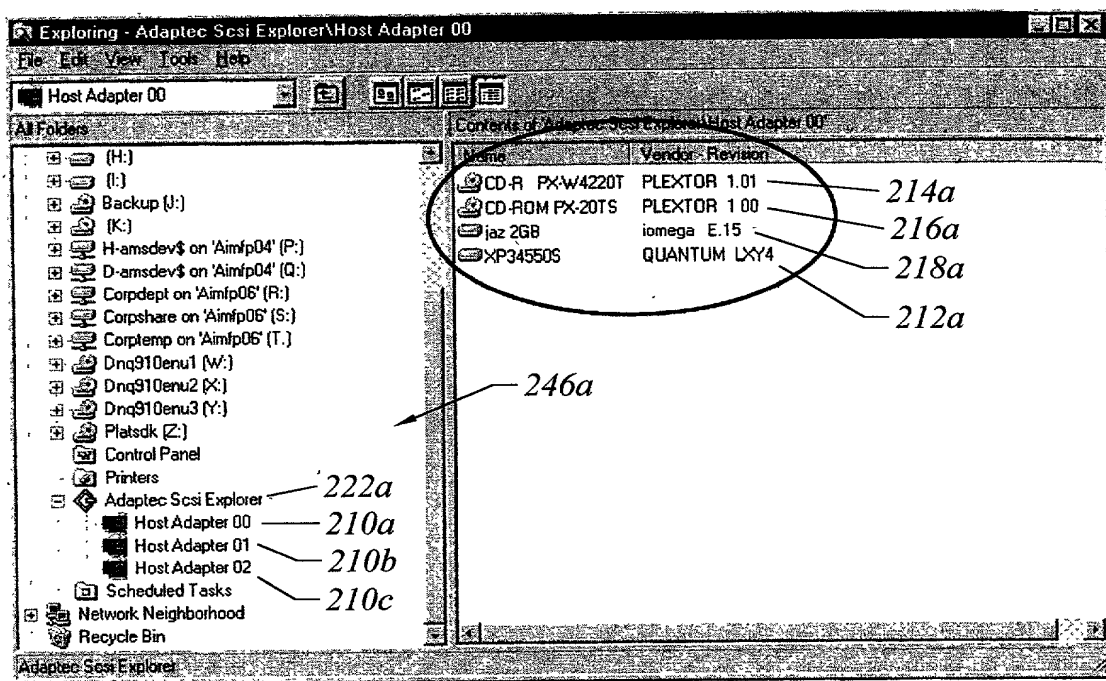 Exploring - Adaptec Scsi Explorer\Host Adapter 00
File Edit View Tools Help
Host Adapter 00
All Folders
Contents of 'Adaptec Scsi Explorer\Host Adapter 00'
(H:)
(I:)
Backup (J:)
(K:)
H-amsdev$ on 'Aimfp04' (P:)
D-amsdev$ on 'Aimfp04' (Q:)
Corpdept on 'Aimfp06' (R:)
Corpshare on 'Aimfp06' (S:)
Corptemp on 'Aimfp06' (T.)
Dnq910enu1 (W:)
Dnq910enu2 (X:)
Dnq910enu3 (Y:)
Platsdk (Z:)
Control Panel
Printers
Adaptec Scsi Explorer
Host Adapter 00
Host Adapter 01
Host Adapter 02
Scheduled Tasks
Network Neighborhood
Recycle Bin
222a
210a
210b
210c
246a
Name Vendor - Revision
CD-R PX-W4220T PLEXTOR 1.01
CD-ROM PX-20TS PLEXTOR 1 00
jaz 2GB iomega E.15
XP34550S QUANTUM LXY4
214a
216a
218a
212a
Adaptec Scsi Explorer